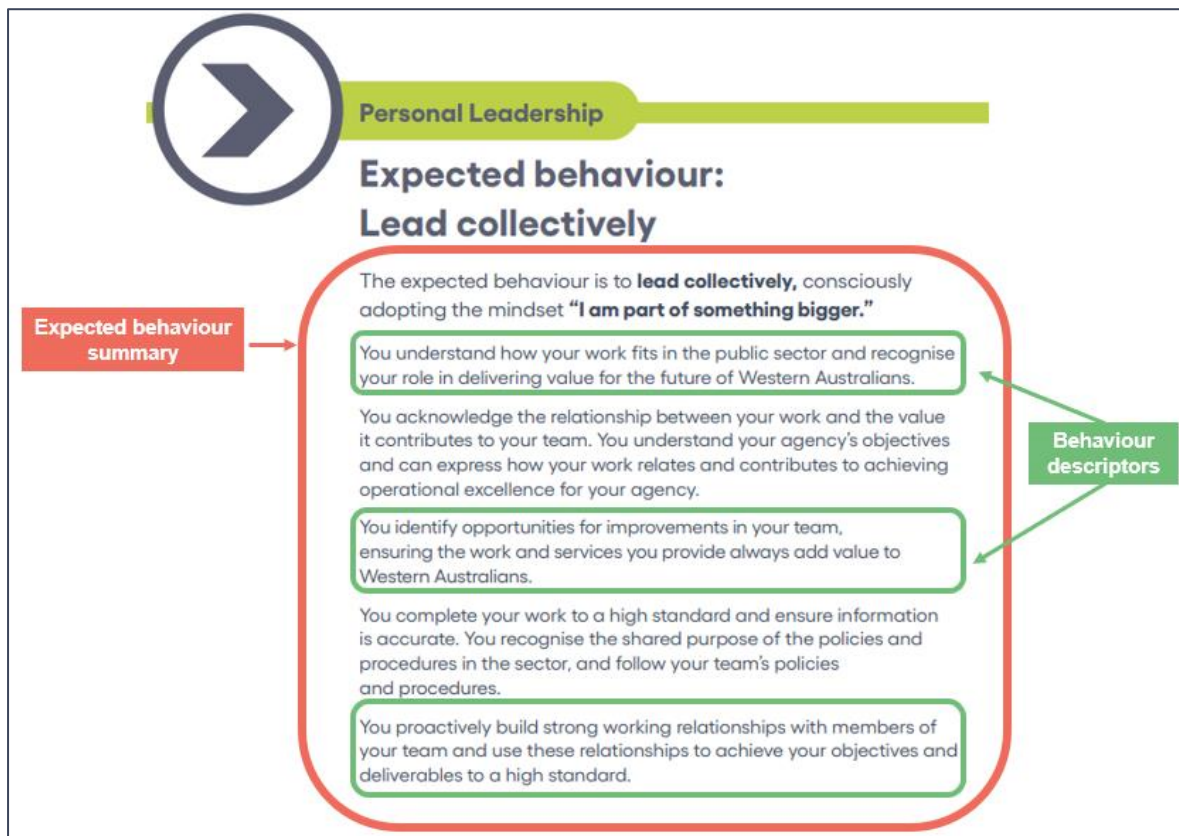 Personal Leadership
Expected behaviour:
Lead collectively
The expected behaviour is to lead collectively, consciously
adopting the mindset “I am part of something bigger.”
Expected behaviour
summary
You understand how your work fits in the public sector and recognise
your role in delivering value for the future of Western Australians.
You acknowledge the relationship between your work and the value
it contributes to your team. You understand your agency’s objectives
and can express how your work relates and contributes to achieving
operational excellence for your agency.
Behaviour
descriptors
You identify opportunities for improvements in your team,
ensuring the work and services you provide always add value to
Western Australians.
You complete your work to a high standard and ensure information
is accurate. You recognise the shared purpose of the policies and
procedures in the sector, and follow your team’s policies
and procedures.
You proactively build strong working relationships with members of
your team and use these relationships to achieve your objectives and
deliverables to a high standard.